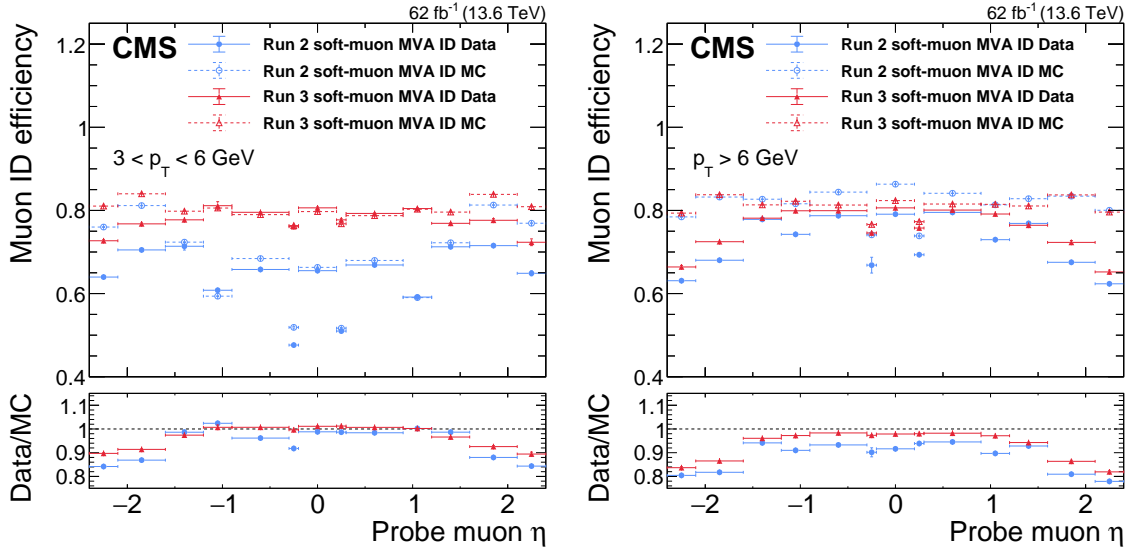 62 fb⁻¹ (13.6 TeV)
CMS
Run 2 soft-muon MVA ID Data
Run 2 soft-muon MVA ID MC
Run 3 soft-muon MVA ID Data
Run 3 soft-muon MVA ID MC
3 < p_T < 6 GeV
Muon ID efficiency
1.2
1
0.8
0.6
0.4
Data/MC
1.1
1
0.9
0.8
−2 −1 0 1 2
Probe muon η
62 fb⁻¹ (13.6 TeV)
CMS
Run 2 soft-muon MVA ID Data
Run 2 soft-muon MVA ID MC
Run 3 soft-muon MVA ID Data
Run 3 soft-muon MVA ID MC
p_T > 6 GeV
Muon ID efficiency
1.2
1
0.8
0.6
0.4
Data/MC
1.1
1
0.9
0.8
−2 −1 0 1 2
Probe muon η